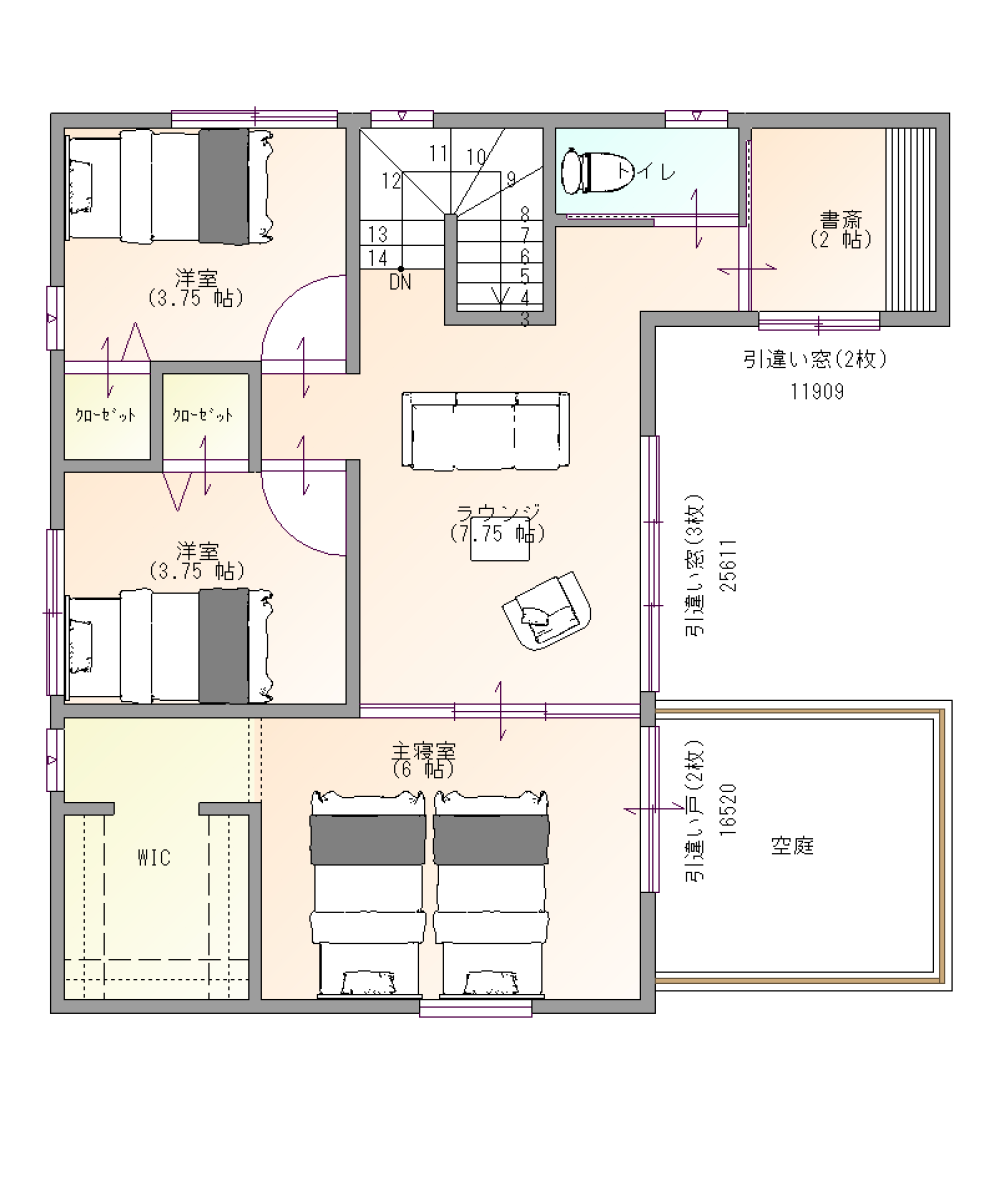 11
10
12
9
トイレ
8
13
7
14
6
DN
5
4
3
書斎
(2 帖)
洋室
(3.75 帖)
引違い窓(2枚)
11909
ｸﾛｰｾﾞｯﾄ
ｸﾛｰｾﾞｯﾄ
ラウンジ
(7.75 帖)
引違い窓(3枚)
25611
洋室
(3.75 帖)
主寝室
(6 帖)
引違い戸(2枚)
16520
空庭
WIC